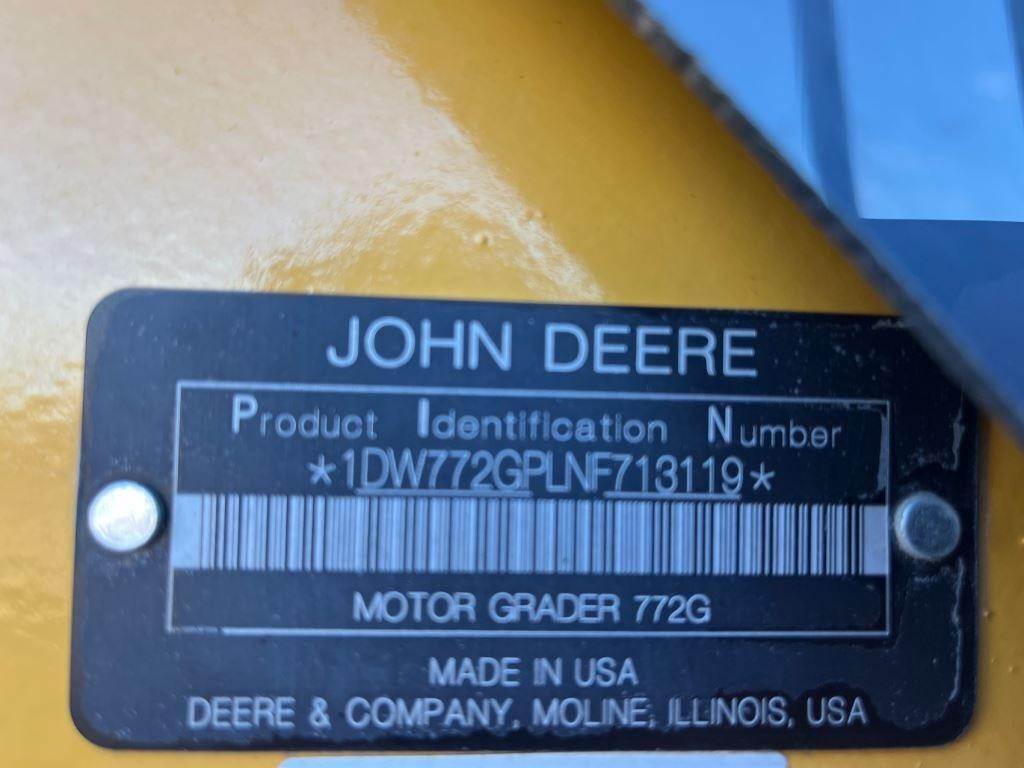 JOHN DEERE
Product Identification Number
*1DW772GPLNF713119*
MOTOR GRADER 772G
MADE IN USA
DEERE & COMPANY, MOLINE, ILLINOIS, USA